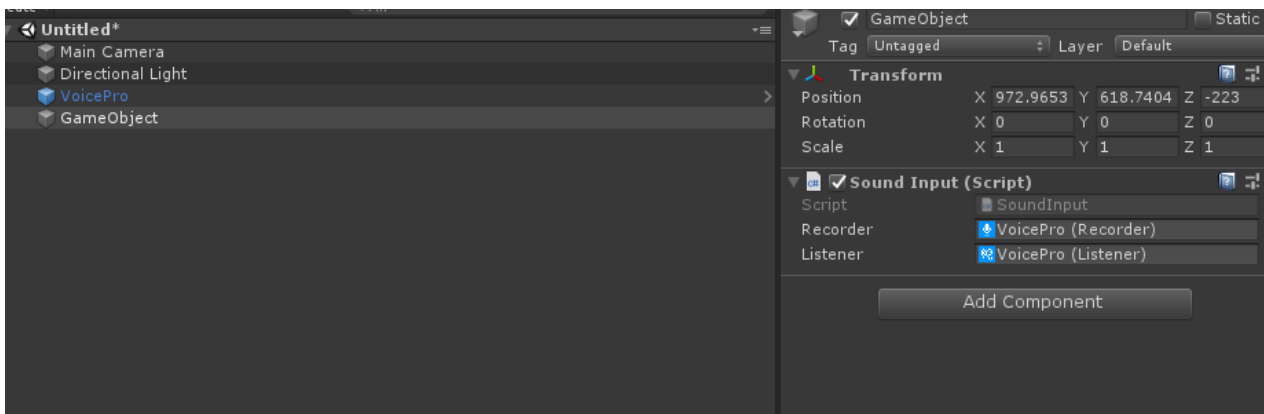 Untitled*
Main Camera
Directional Light
VoicePro
GameObject
GameObject Static
Tag Untagged Layer Default
Transform
Position X 972.9653 Y 618.7404 Z -223
Rotation X 0 Y 0 Z 0
Scale X 1 Y 1 Z 1
C# Sound Input (Script)
Script SoundInput
Recorder VoicePro (Recorder)
Listener VoicePro (Listener)
Add Component